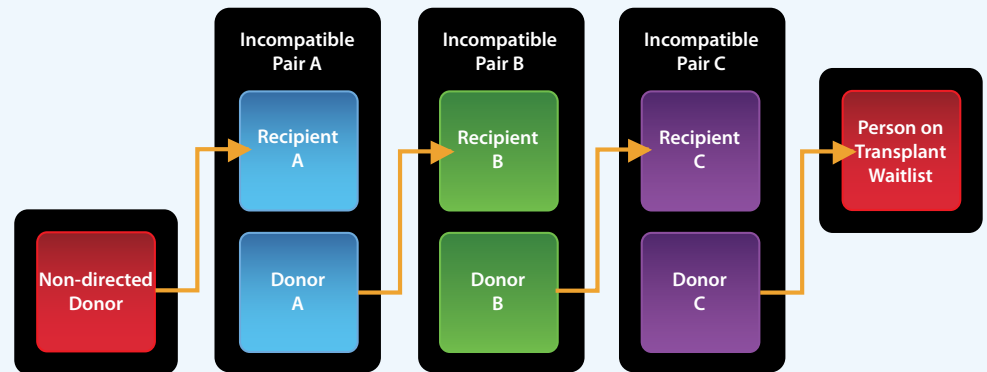 Non-directed
Donor
Incompatible
Pair A
Recipient
A
Donor
A
Incompatible
Pair B
Recipient
B
Donor
B
Incompatible
Pair C
Recipient
C
Donor
C
Person on
Transplant
Waitlist